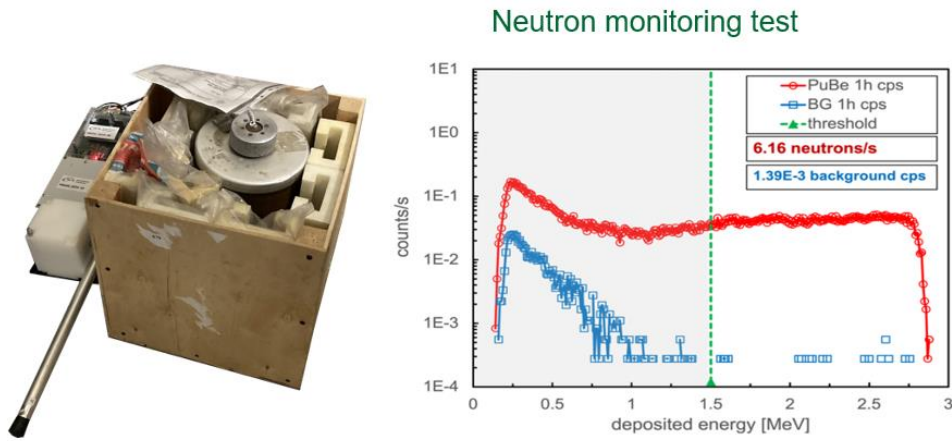 Neutron monitoring test
1E1
1E0
1E-1
1E-2
1E-3
1E-4
counts/s
PuBe 1h cps
BG 1h cps
threshold
6.16 neutrons/s
1.39E-3 background cps
0
0.5
1
1.5
2
2.5
3
deposited energy [MeV]